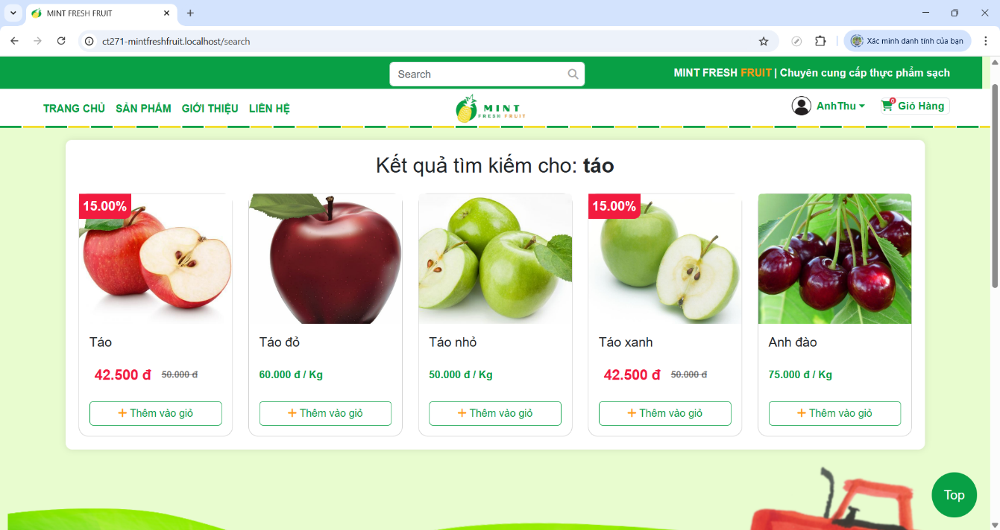 MINT FRESH FRUIT
ct271-mintfreshfruit.localhost/search
Xác minh danh tính của bạn
Search
MINT FRESH FRUIT | Chuyên cung cấp thực phẩm sạch
TRANG CHỦ SẢN PHẨM GIỚI THIỆU LIÊN HỆ
MINT
FRESH FRUIT
AnhThu
0
Giỏ Hàng
Kết quả tìm kiếm cho: táo
15.00%
Táo
42.500 đ 50.000 đ
+ Thêm vào giỏ
Táo đỏ
60.000 đ / Kg
+ Thêm vào giỏ
Táo nhỏ
50.000 đ / Kg
+ Thêm vào giỏ
15.00%
Táo xanh
42.500 đ 50.000 đ
+ Thêm vào giỏ
Anh đào
75.000 đ / Kg
+ Thêm vào giỏ
Top